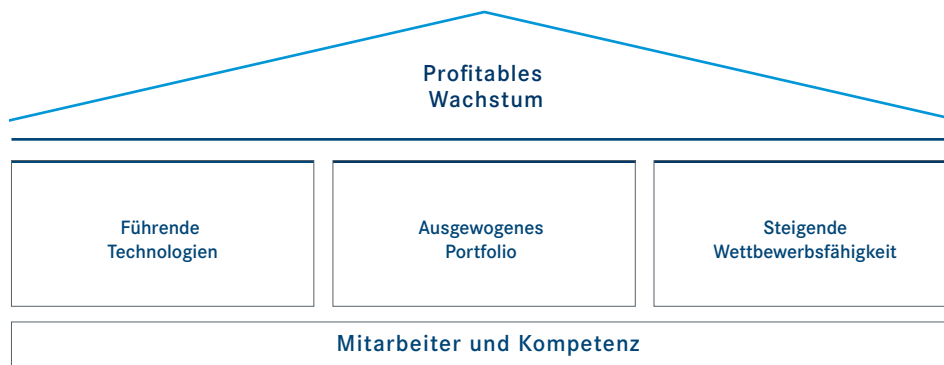 Profitables
Wachstum
Führende
Technologien
Ausgewogenes
Portfolio
Steigende
Wettbewerbsfähigkeit
Mitarbeiter und Kompetenz